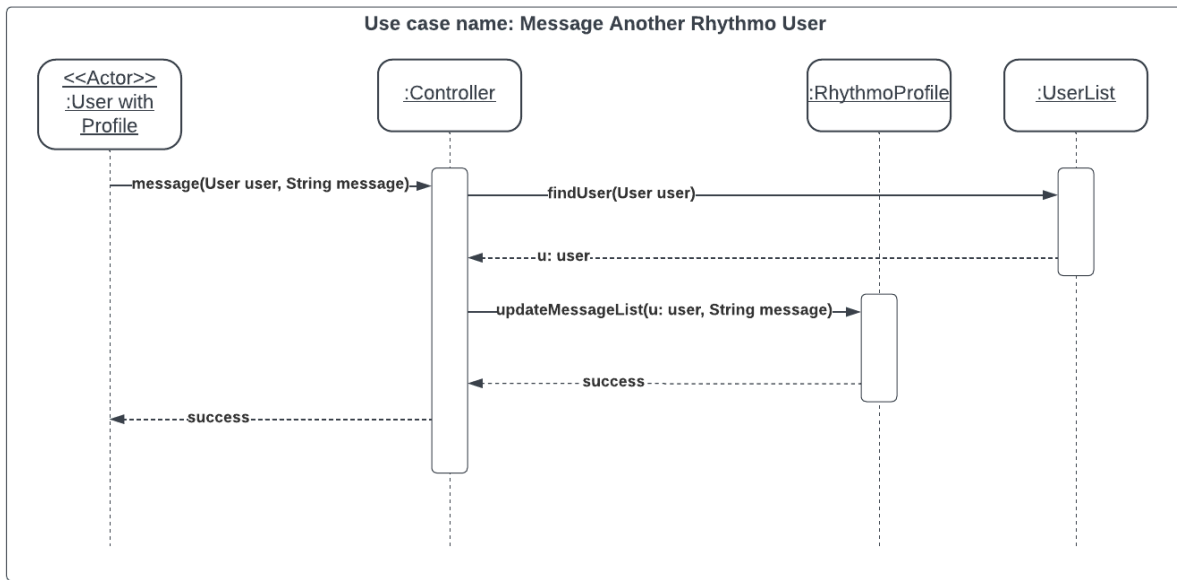 Use case name: Message Another Rhythmo User
<<Actor>>
:User with
Profile
:Controller
:RhythmoProfile
:UserList
message(User user, String message)
findUser(User user)
u: user
updateMessageList(u: user, String message)
success
success